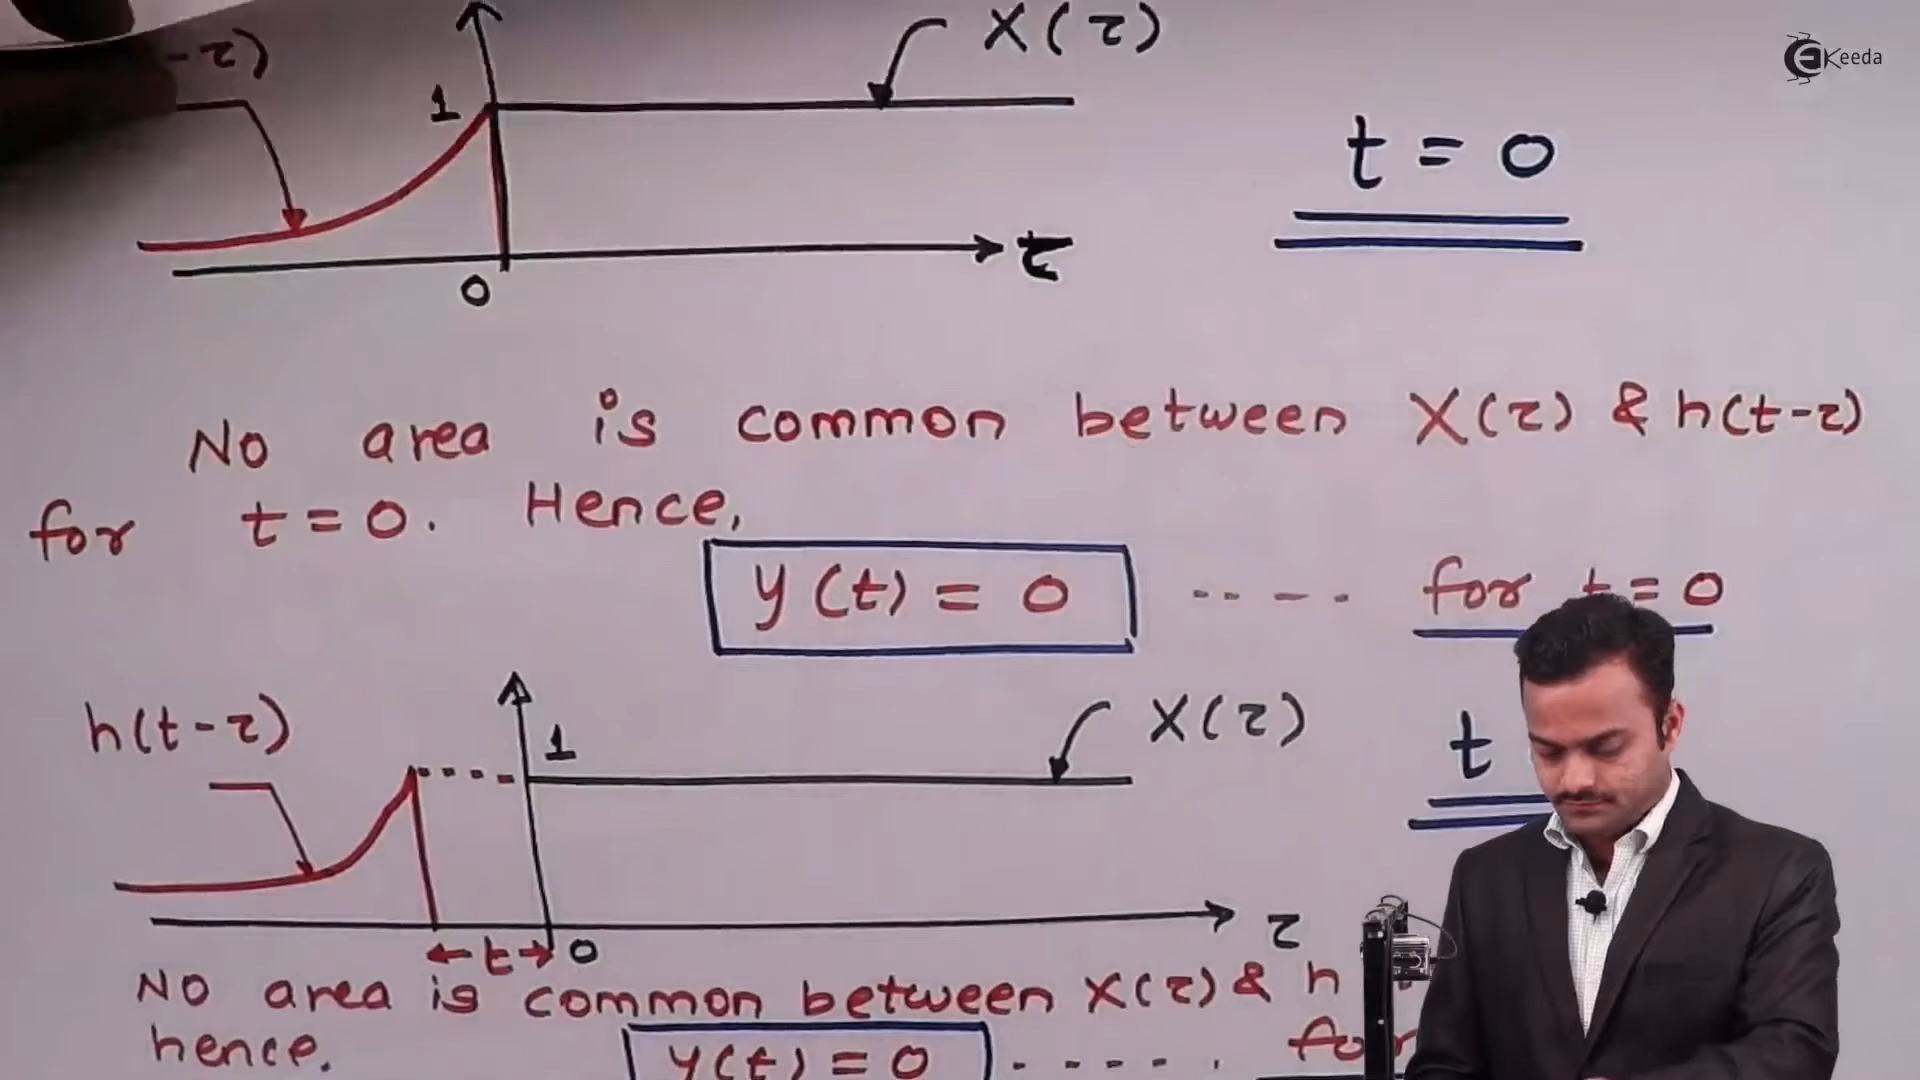 -τ)
X(τ)
EKeeda
1
t = 0
τ
0
No area is common between X(τ) & h(t-τ)
for t = 0. Hence,
y(t) = 0 ---- for t = 0
h(t-τ)
X(τ)
1
t
τ
t 0
No area is common between X(τ) & h
hence. y(t) = 0 ..... for